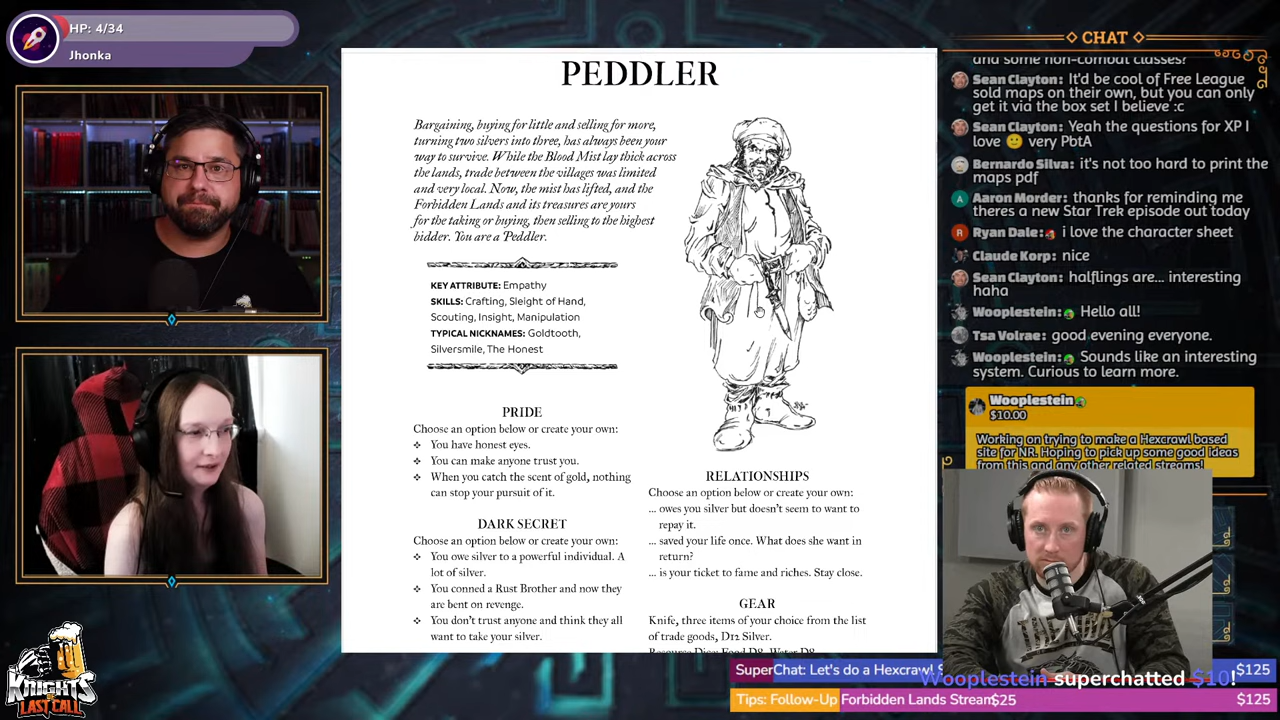 HP: 4/34
Jhonka
PEDDLER
Bargaining, buying for little and selling for more,
turning two silvers into three, has always been your
way to survive. While the Blood Mist lay thick across
the lands, trade between the villages was limited
and very local. Now, the mist has lifted, and the
Forbidden Lands and its treasures are yours
for the taking or buying, then selling to the highest
bidder. You are a Peddler.
KEY ATTRIBUTE: Empathy
SKILLS: Crafting, Sleight of Hand,
Scouting, Insight, Manipulation
TYPICAL NICKNAMES: Goldtooth,
Silversmile, The Honest
PRIDE
Choose an option below or create your own:
❖ You have honest eyes.
❖ You can make anyone trust you.
❖ When you catch the scent of gold, nothing
can stop your pursuit of it.
DARK SECRET
Choose an option below or create your own:
❖ You owe silver to a powerful individual. A
lot of silver.
❖ You conned a Rust Brother and now they
are bent on revenge.
❖ You don't trust anyone and think they all
want to take your silver.
RELATIONSHIPS
Choose an option below or create your own:
... owes you silver but doesn't seem to want to
repay it.
... saved your life once. What does she want in
return?
... is your ticket to fame and riches. Stay close.
GEAR
Knife, three items of your choice from the list
of trade goods, D12 Silver.
Resource Dice: Food D8, Water D8
CHAT
and some non-combat classes?
Sean Clayton: It'd be cool of Free League
sold maps on their own, but you can only
get it via the box set I believe :c
Sean Clayton: Yeah the questions for XP I
love 🙂 very PbtA
Bernardo Silva: it's not too hard to print the
maps pdf
A Aaron Morder: thanks for reminding me
theres a new Star Trek episode out today
R Ryan Dale: i love the character sheet
Claude Korp: nice
Sean Clayton: halflings are... interesting
haha
Wooplestein: Hello all!
Tsa Volrae: good evening everyone.
Wooplestein: Sounds like an interesting
system. Curious to learn more.
Wooplestein
$10.00
Working on trying to make a Hexcrawl based
site for NR. Hoping to pick up some good ideas
from this and any other related streams!
SuperChat: Let's do a Hexcrawl $125
Wooplestein superchatted $10!
Tips: Follow-Up Forbidden Lands Stream $25 $125
KNIGHTS
OF
LAST CALL